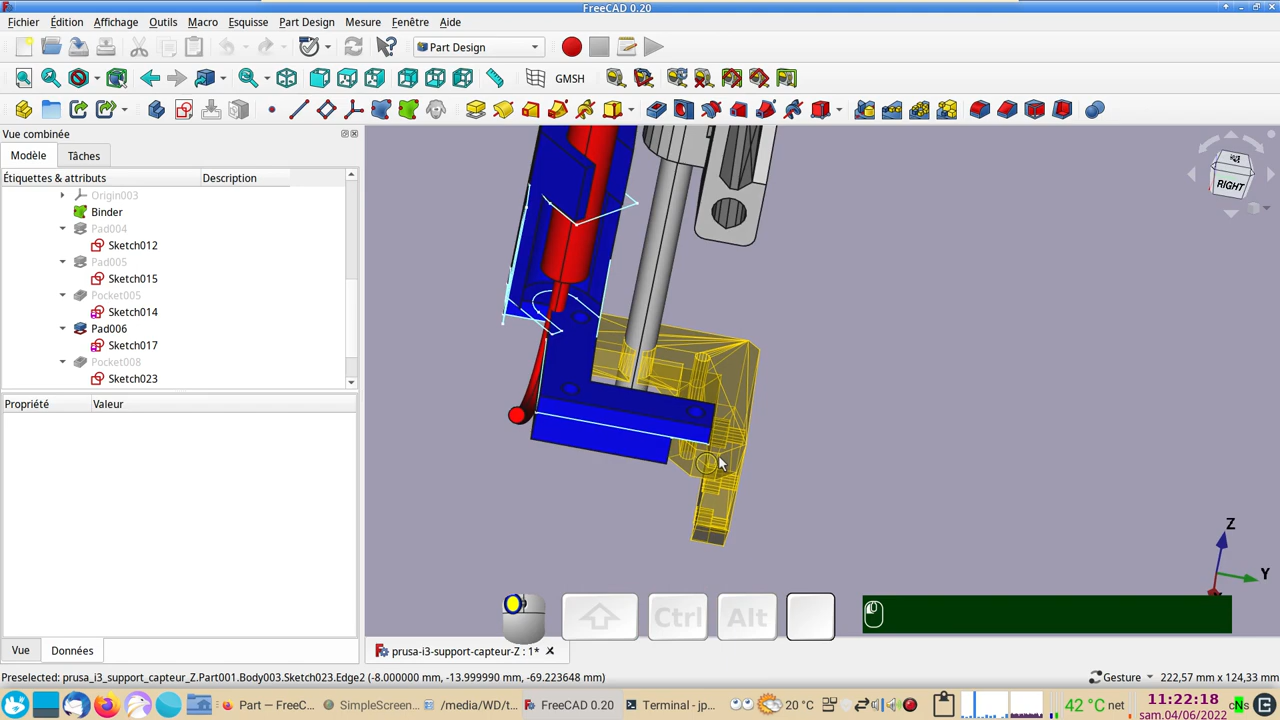 FreeCAD 0.20
Fichier Édition Affichage Outils Macro Esquisse Part Design Mesure Fenêtre Aide
Part Design
GMSH
Vue combinée
Modèle Tâches
Étiquettes & attributs Description
Origin003
Binder
Pad004
Sketch012
Pad005
Sketch015
Pocket005
Sketch014
Pad006
Sketch017
Pocket008
Sketch023
Propriété Valeur
RIGHT
Z
Y
Ctrl Alt
Vue Données
prusa-i3-support-capteur-Z : 1*
Preselected: prusa_i3_support_capteur_Z.Part001.Body003.Sketch023.Edge2 (-8.000000 mm, -13.999990 mm, -69.223648 mm)
Gesture 222,57 mm x 124,33 mm
Part — FreeC... SimpleScreen... /media/WD/t... FreeCAD 0.20 Terminal - jp...
20 °C
42 °C net
11:22:18
sam.04/06/2022